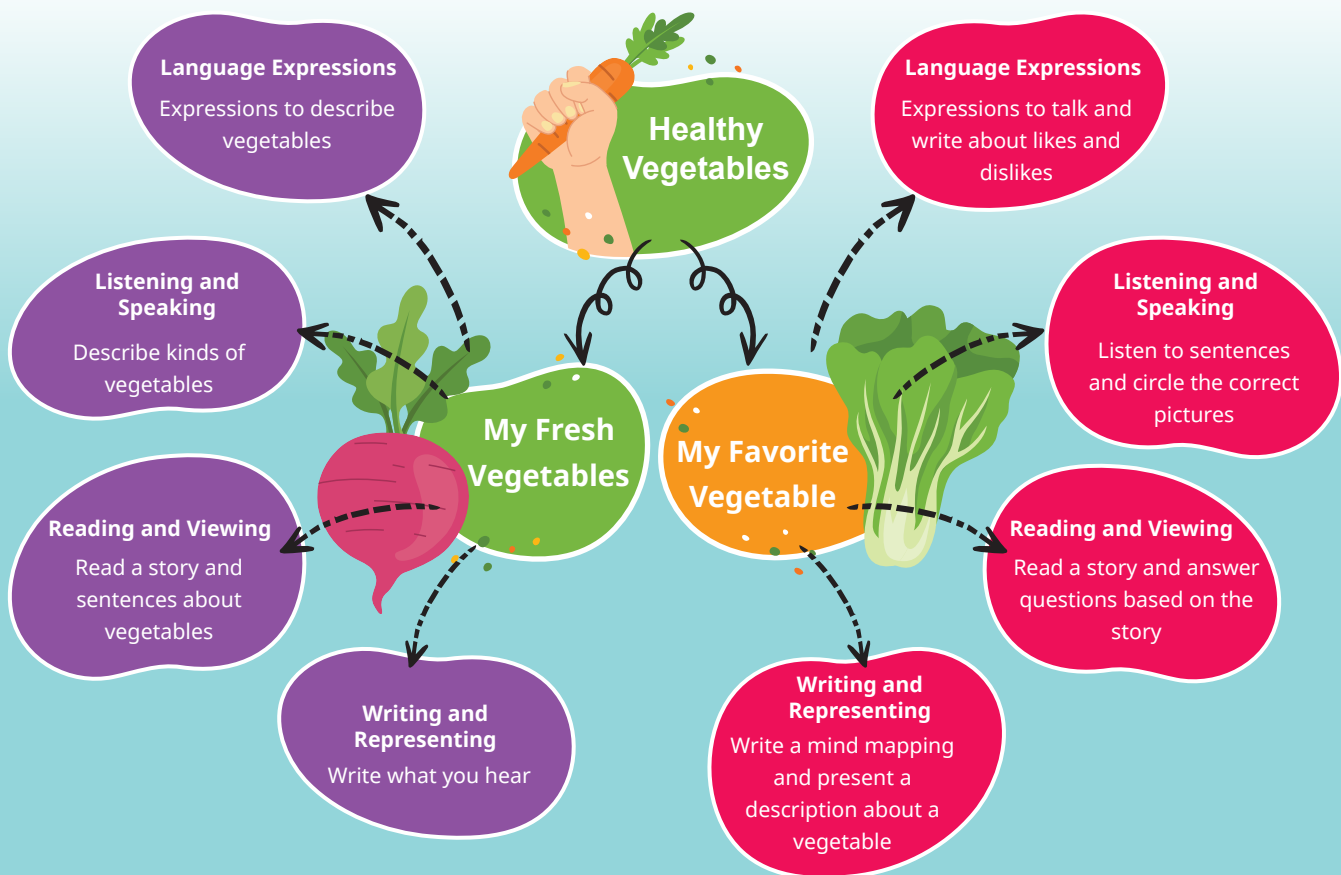 Healthy
Vegetables
My Fresh
Vegetables
Language Expressions
Expressions to describe
vegetables
Listening and
Speaking
Describe kinds of
vegetables
Reading and Viewing
Read a story and
sentences about
vegetables
Writing and
Representing
Write what you hear
My Favorite
Vegetable
Language Expressions
Expressions to talk and
write about likes and
dislikes
Listening and
Speaking
Listen to sentences
and circle the correct
pictures
Reading and Viewing
Read a story and answer
questions based on the
story
Writing and
Representing
Write a mind mapping
and present a
description about a
vegetable